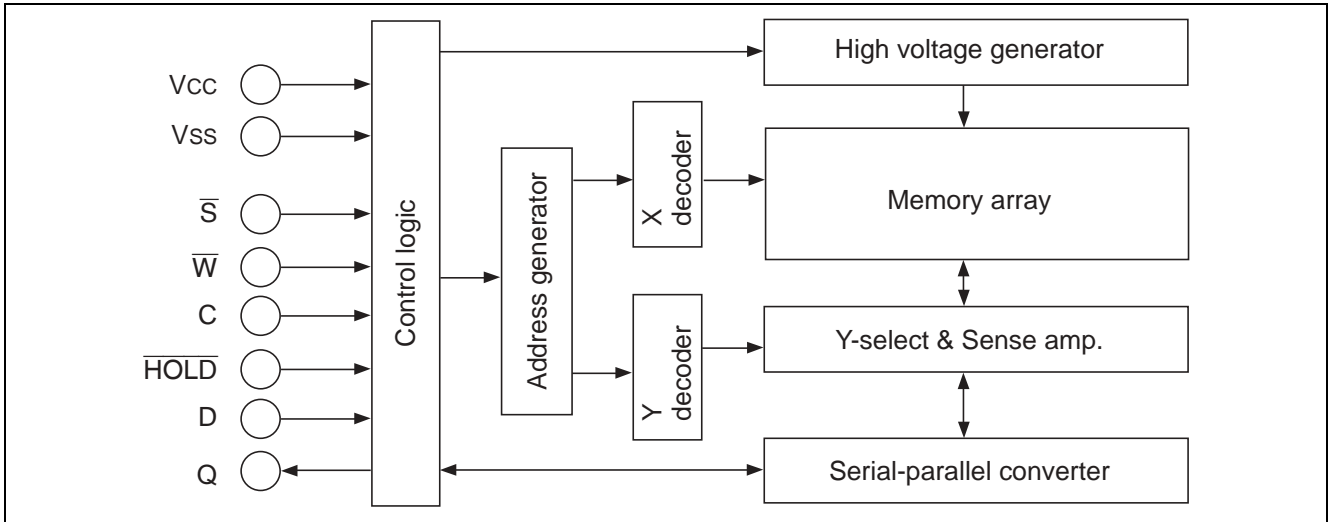 VCC
VSS
S̅
W̅
C
H̅O̅L̅D̅
D
Q
Control logic
Address generator
X
decoder
Y
decoder
High voltage generator
Memory array
Y-select & Sense amp.
Serial-parallel converter